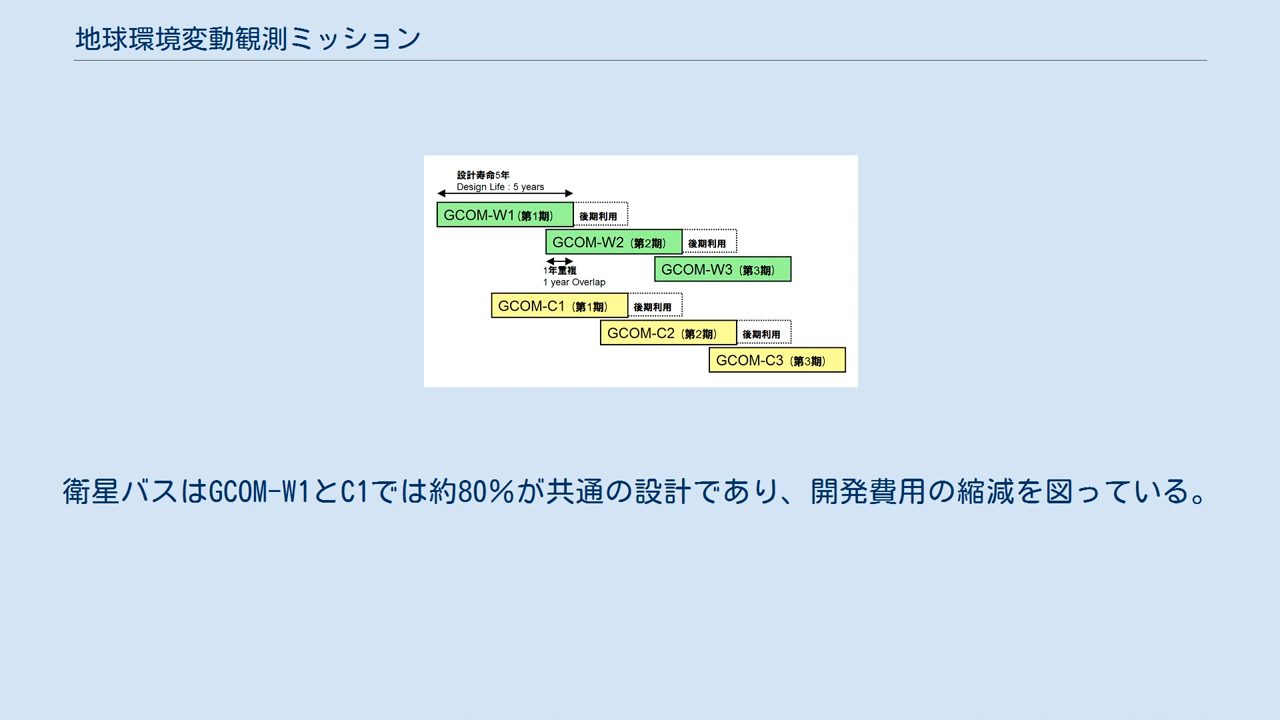 地球環境変動観測ミッション
設計寿命5年
Design Life : 5 years
GCOM-W1 (第1期) 後期利用
GCOM-W2 (第2期) 後期利用
1年重複
1 year Overlap
GCOM-W3 (第3期)
GCOM-C1 (第1期) 後期利用
GCOM-C2 (第2期) 後期利用
GCOM-C3 (第3期)
衛星バスはGCOM-W1とC1では約80％が共通の設計であり、開発費用の縮減を図っている。